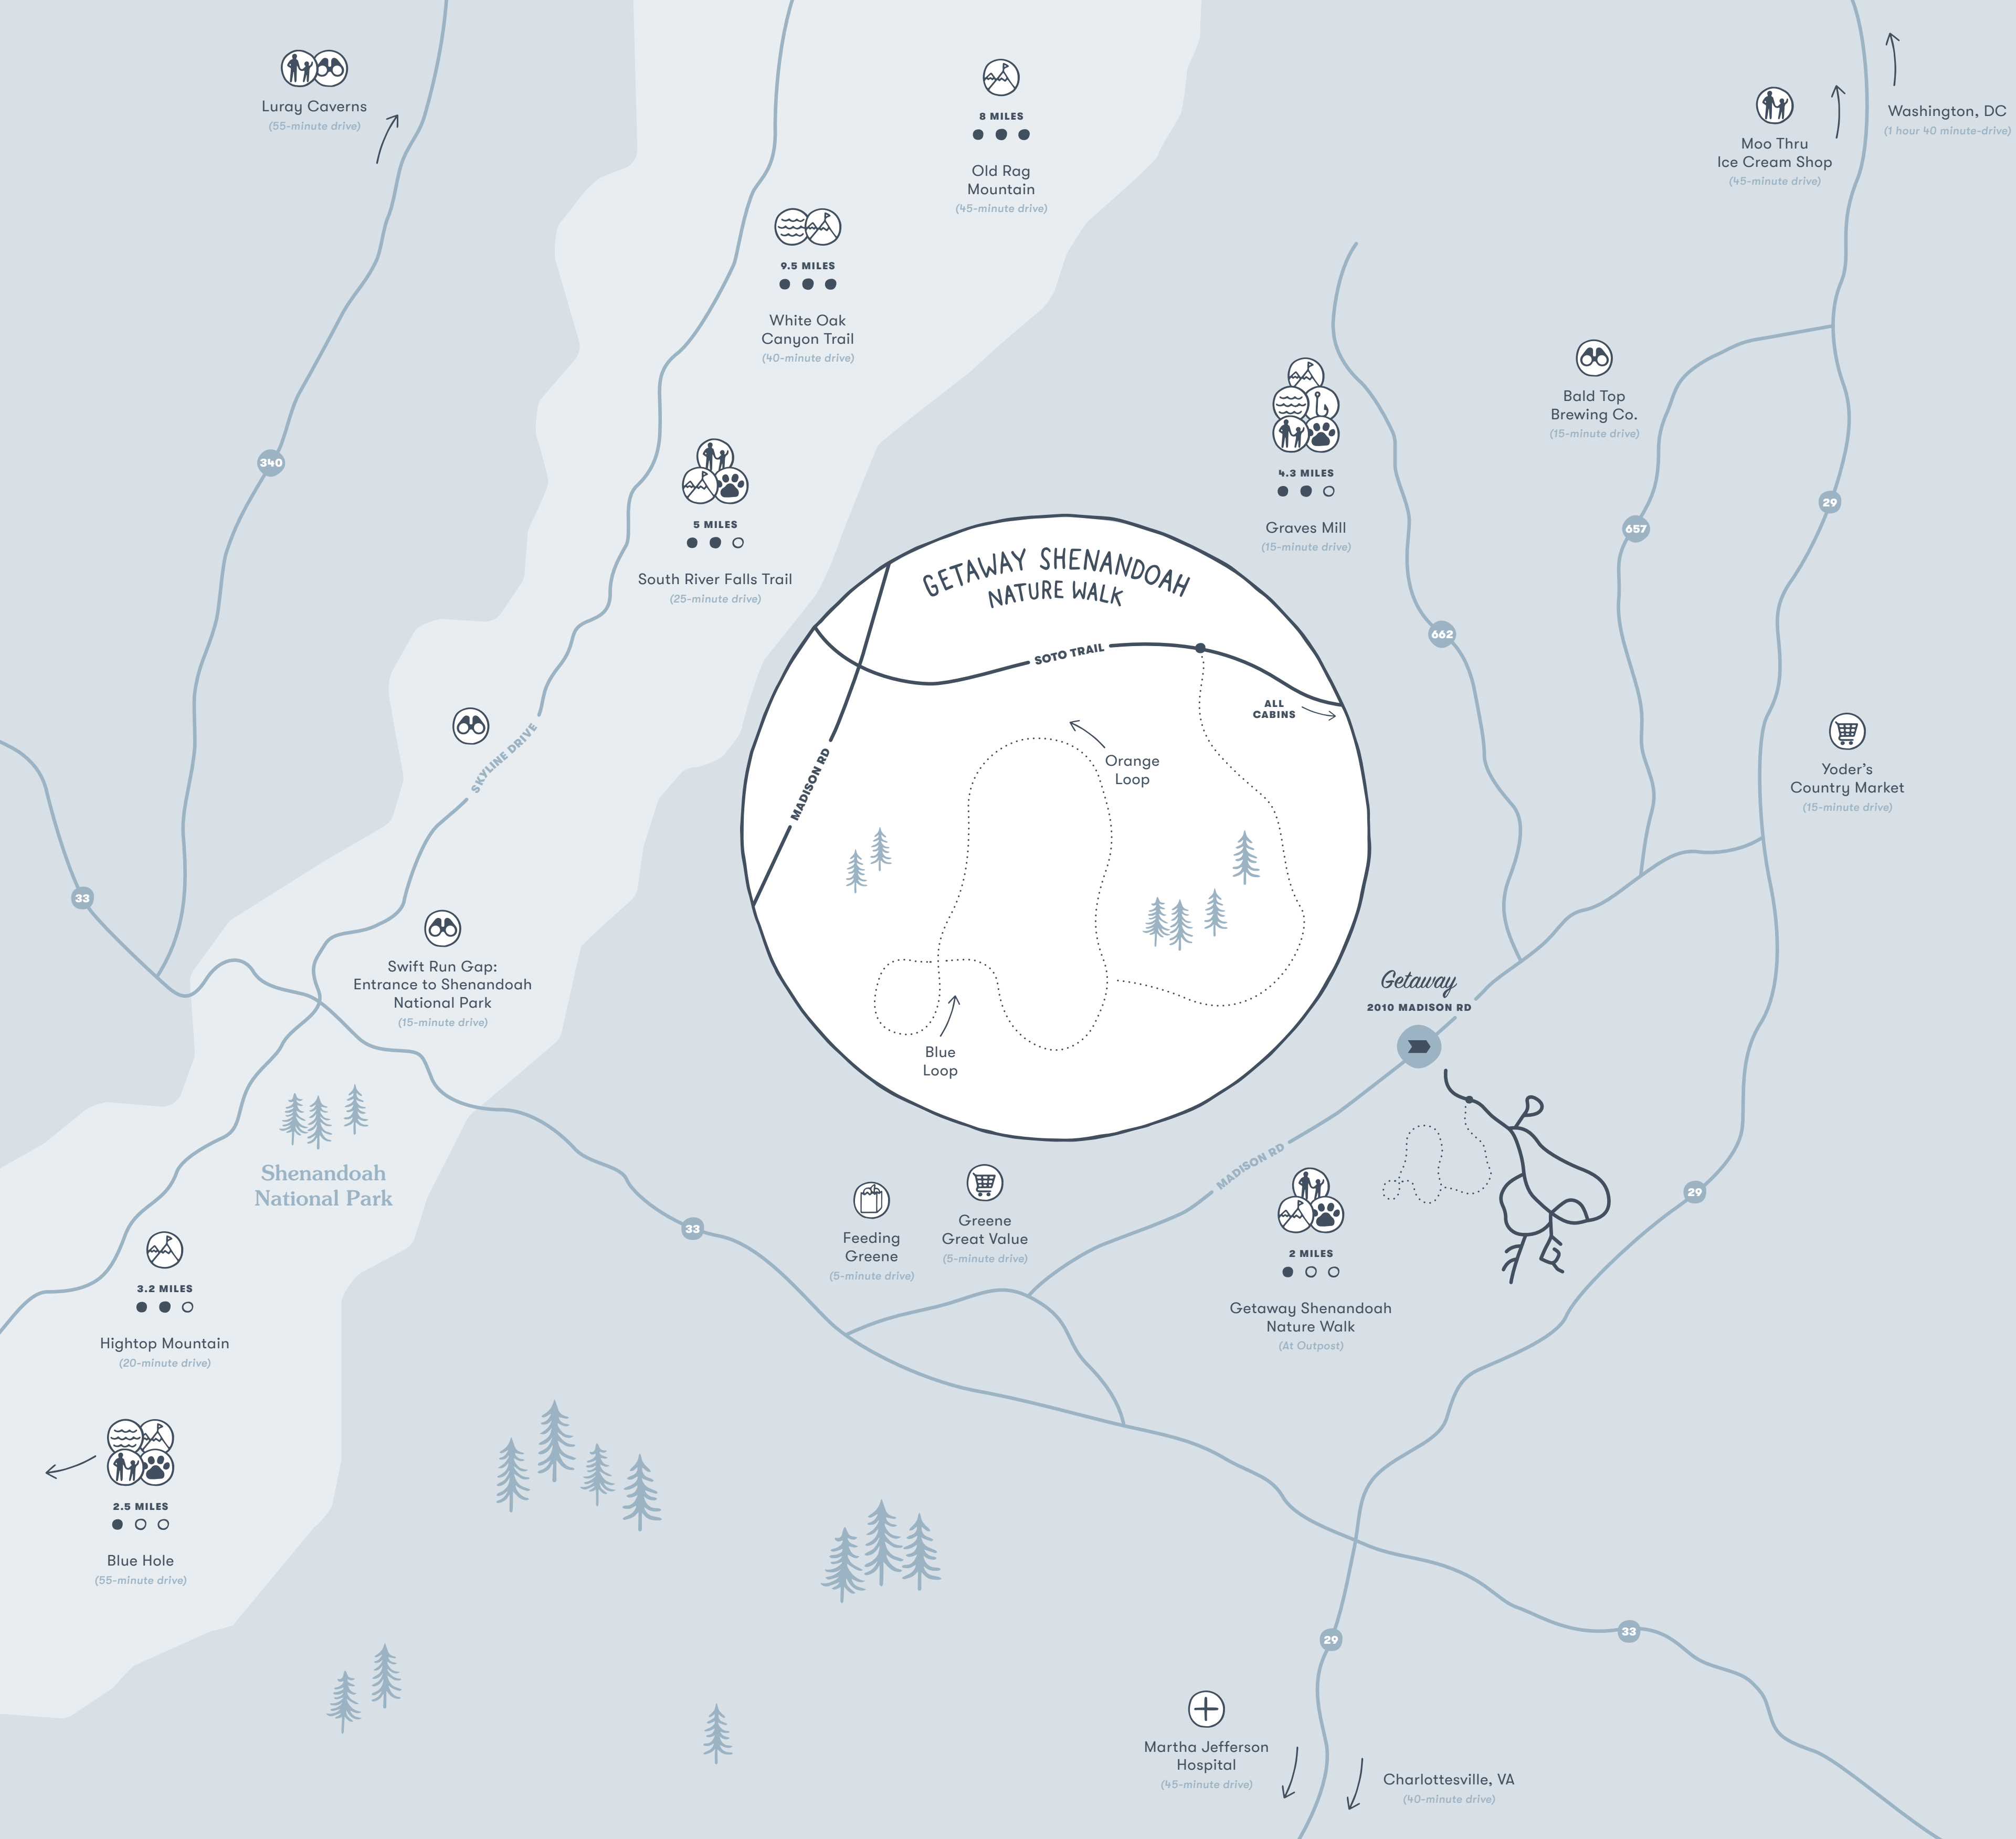 Luray Caverns
(55-minute drive)
8 MILES
Old Rag
Mountain
(45-minute drive)
Moo Thru
Ice Cream Shop
(45-minute drive)
Washington, DC
(1 hour 40 minute-drive)
9.5 MILES
White Oak
Canyon Trail
(40-minute drive)
Bald Top
Brewing Co.
(15-minute drive)
340
5 MILES
South River Falls Trail
(25-minute drive)
4.3 MILES
Graves Mill
(15-minute drive)
657
29
662
GETAWAY SHENANDOAH
NATURE WALK
SOTO TRAIL
ALL
CABINS
MADISON RD
Orange
Loop
Blue
Loop
SKYLINE DRIVE
Yoder's
Country Market
(15-minute drive)
33
Swift Run Gap:
Entrance to Shenandoah
National Park
(15-minute drive)
Getaway
2010 MADISON RD
Shenandoah
National Park
MADISON RD
29
33
Feeding
Greene
(5-minute drive)
Greene
Great Value
(5-minute drive)
2 MILES
Getaway Shenandoah
Nature Walk
(At Outpost)
3.2 MILES
Hightop Mountain
(20-minute drive)
2.5 MILES
Blue Hole
(55-minute drive)
29
33
Martha Jefferson
Hospital
(45-minute drive)
Charlottesville, VA
(40-minute drive)